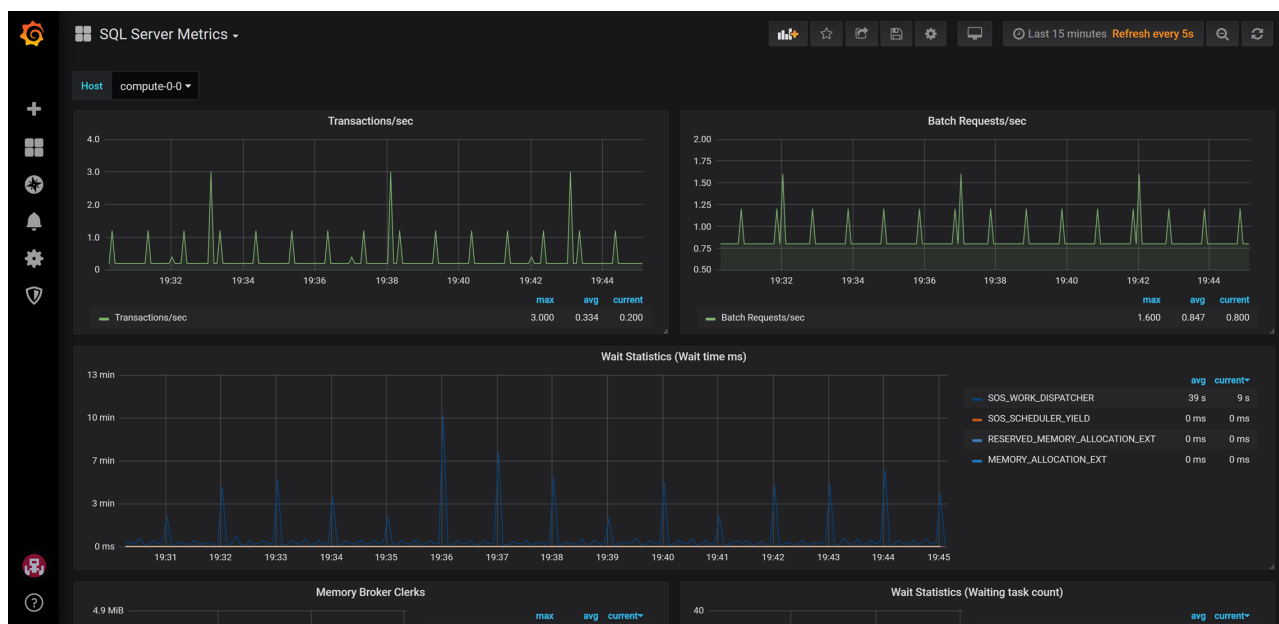 SQL Server Metrics
Last 15 minutes Refresh every 5s
Host compute-0-0
Transactions/sec
4.0
3.0
2.0
1.0
0
19:32 19:34 19:36 19:38 19:40 19:42 19:44
max avg current
Transactions/sec 3.000 0.334 0.200
Batch Requests/sec
2.00
1.75
1.50
1.25
1.00
0.75
0.50
19:32 19:34 19:36 19:38 19:40 19:42 19:44
max avg current
Batch Requests/sec 1.600 0.847 0.800
Wait Statistics (Wait time ms)
13 min
10 min
7 min
3 min
0 ms
19:31 19:32 19:33 19:34 19:35 19:36 19:37 19:38 19:39 19:40 19:41 19:42 19:43 19:44 19:45
avg current
SOS_WORK_DISPATCHER 39 s 9 s
SOS_SCHEDULER_YIELD 0 ms 0 ms
RESERVED_MEMORY_ALLOCATION_EXT 0 ms 0 ms
MEMORY_ALLOCATION_EXT 0 ms 0 ms
Memory Broker Clerks
4.9 MiB
max avg current
Wait Statistics (Waiting task count)
40
avg current